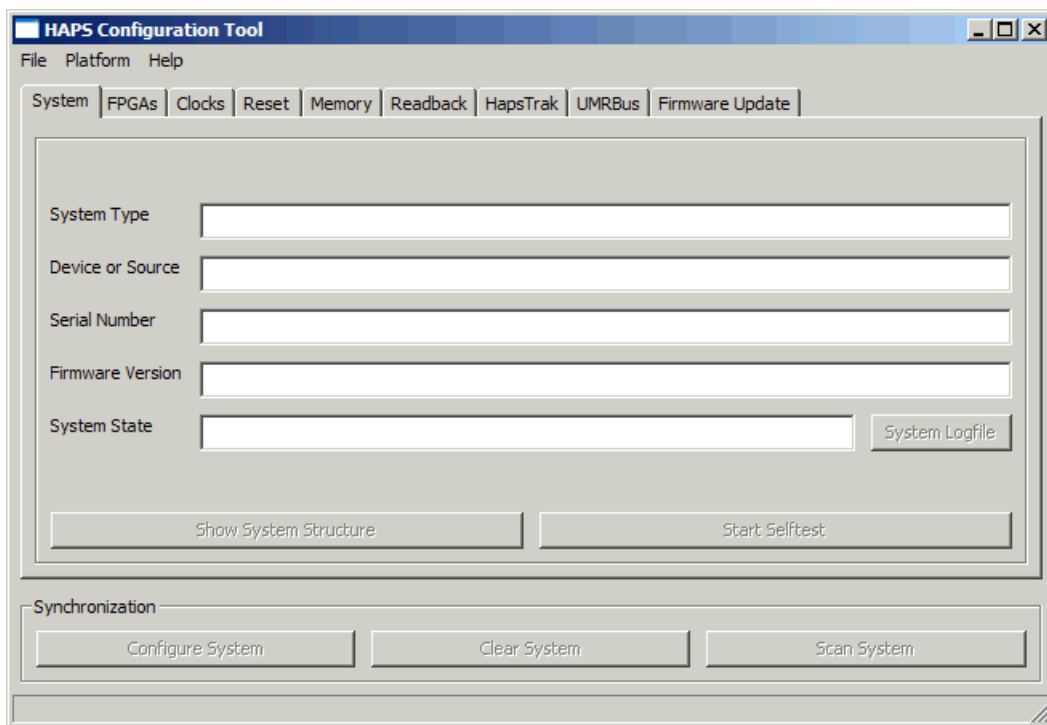 HAPS Configuration Tool
File Platform Help
System FPGAs Clocks Reset Memory Readback HapsTrak UMRBus Firmware Update
System Type
Device or Source
Serial Number
Firmware Version
System State System Logfile
Show System Structure Start Selftest
Synchronization
Configure System Clear System Scan System